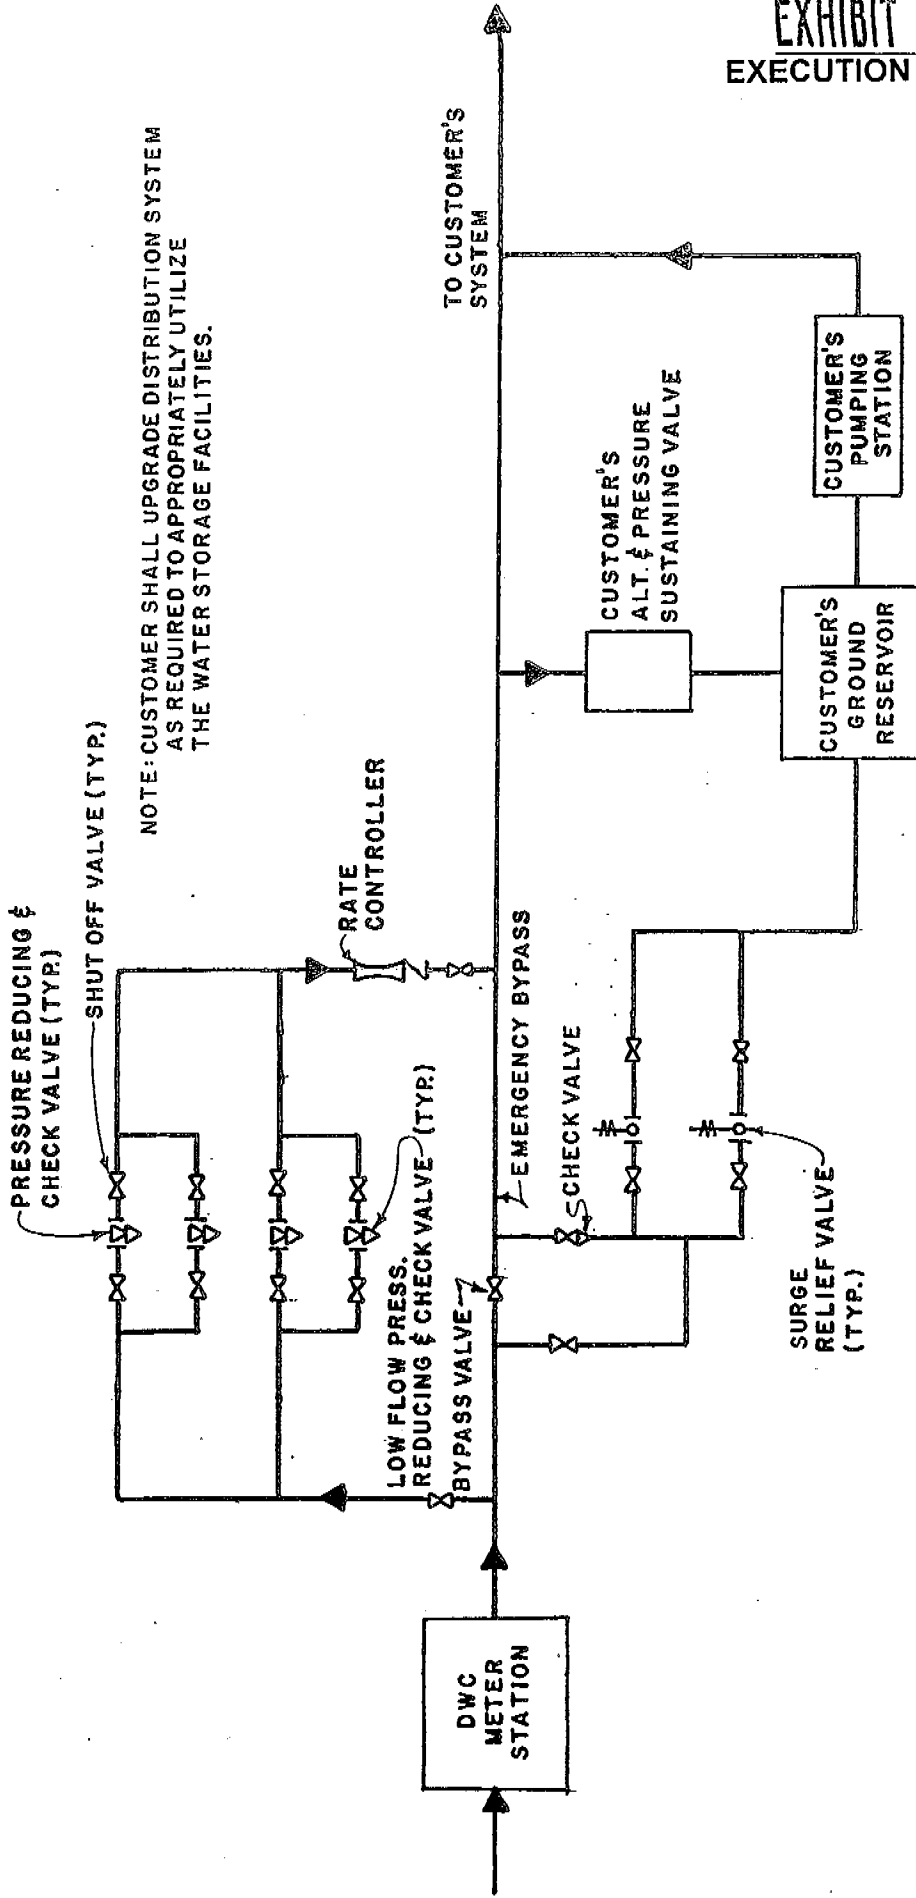 EXHIBIT
EXECUTION
NOTE: CUSTOMER SHALL UPGRADE DISTRIBUTION SYSTEM
AS REQUIRED TO APPROPRIATELY UTILIZE
THE WATER STORAGE FACILITIES.
PRESSURE REDUCING &
CHECK VALVE (TYP.)
SHUT OFF VALVE (TYP.)
RATE
CONTROLLER
LOW FLOW PRESS.
REDUCING & CHECK VALVE (TYP.)
BYPASS VALVE
EMERGENCY BYPASS
CHECK VALVE
SURGE
RELIEF VALVE
(TYP.)
DWC
METER
STATION
TO CUSTOMER'S
SYSTEM
CUSTOMER'S
ALT. & PRESSURE
SUSTAINING VALVE
CUSTOMER'S
GROUND
RESERVOIR
CUSTOMER'S
PUMPING
STATION